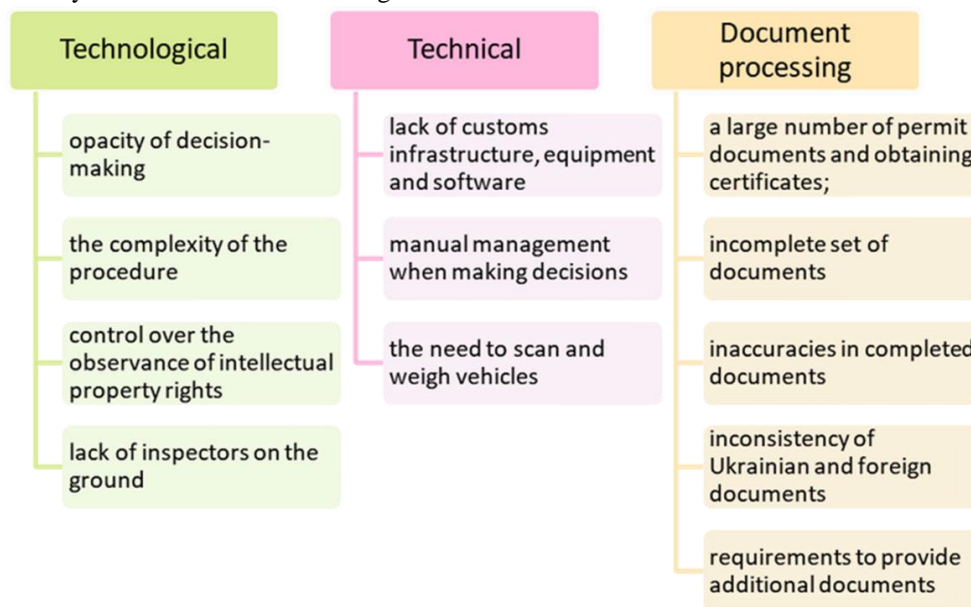 Technological
opacity of decision-
making
the complexity of the
procedure
control over the
observance of intellectual
property rights
lack of inspectors on the
ground
Technical
lack of customs
infrastructure, equipment
and software
manual management
when making decisions
the need to scan and
weigh vehicles
Document
processing
a large number of permit
documents and obtaining
certificates;
incomplete set of
documents
inaccuracies in completed
documents
inconsistency of
Ukrainian and foreign
documents
requirements to provide
additional documents